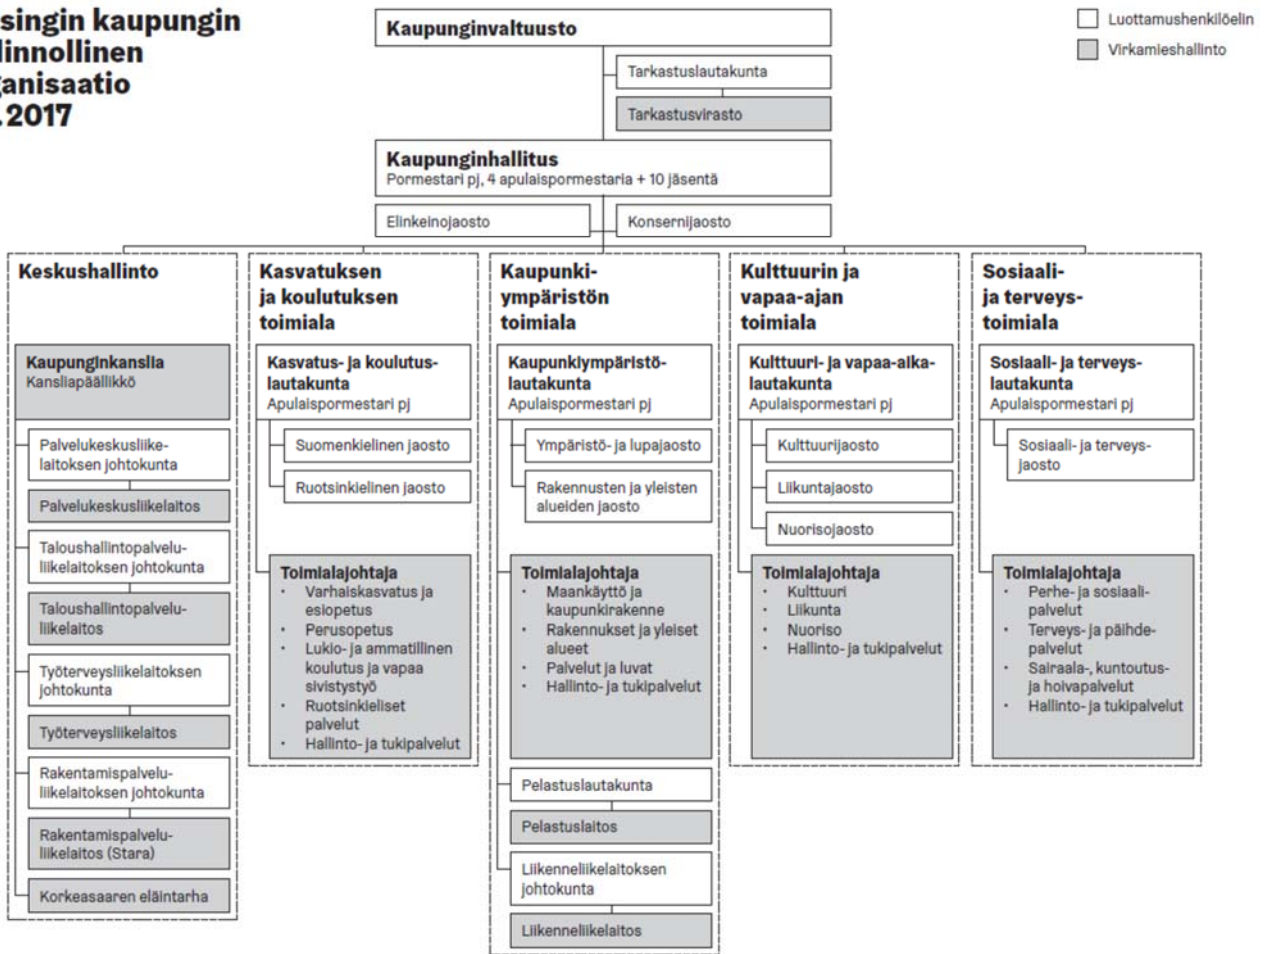 singin kaupungin
linnollinen
ganisaatio
.2017
Kaupunginvaltuusto
Tarkastuslautakunta
Tarkastusvirasto
Luottamushenkilöelin
Virkamieshallinto
Kaupunginhallitus
Pormestari pj, 4 apulaispormestaria + 10 jäsentä
Elinkeinojaosto
Konsernijaosto
Keskushallinto
Kaupunginkanslia
Kansliapäällikkö
Palvelukeskusliike-
laitoksen johtokunta
Palvelukeskusliikelaitos
Taloushallintopalvelu-
liikelaitoksen johtokunta
Taloushallintopalvelu-
liikelaitos
Työterveysliikelaitoksen
johtokunta
Työterveysliikelaitos
Rakentamispalvelu-
liikelaitoksen johtokunta
Rakentamispalvelu-
liikelaitos (Stara)
Korkeasaaren eläintarha
Kasvatuksen
ja koulutuksen
toimiala
Kasvatus- ja koulutus-
lautakunta
Apulaispormestari pj
Suomenkielinen jaosto
Ruotsinkielinen jaosto
Toimialajohtaja
· Varhaiskasvatus ja
esiopetus
· Perusopetus
· Lukio- ja ammatillinen
koulutus ja vapaa
sivistystyö
· Ruotsinkieliset
palvelut
· Hallinto- ja tukipalvelut
Kaupunki-
ympäristön
toimiala
Kaupunkiympäristö-
lautakunta
Apulaispormestari pj
Ympäristö- ja lupajaosto
Rakennusten ja yleisten
alueiden jaosto
Toimialajohtaja
· Maankäyttö ja
kaupunkirakenne
· Rakennukset ja yleiset
alueet
· Palvelut ja luvat
· Hallinto- ja tukipalvelut
Pelastuslautakunta
Pelastuslaitos
Liikenneliikelaitoksen
johtokunta
Liikenneliikelaitos
Kulttuurin ja
vapaa-ajan
toimiala
Kulttuuri- ja vapaa-aika-
lautakunta
Apulaispormestari pj
Kulttuurijaosto
Liikuntajaosto
Nuorisojaosto
Toimialajohtaja
· Kulttuuri
· Liikunta
· Nuoriso
· Hallinto- ja tukipalvelut
Sosiaali-
ja terveys-
toimiala
Sosiaali- ja terveys-
lautakunta
Apulaispormestari pj
Sosiaali- ja terveys-
jaosto
Toimialajohtaja
· Perhe- ja sosiaali-
palvelut
· Terveys- ja päihde-
palvelut
· Sairaala-, kuntoutus-
ja hoivapalvelut
· Hallinto- ja tukipalvelut